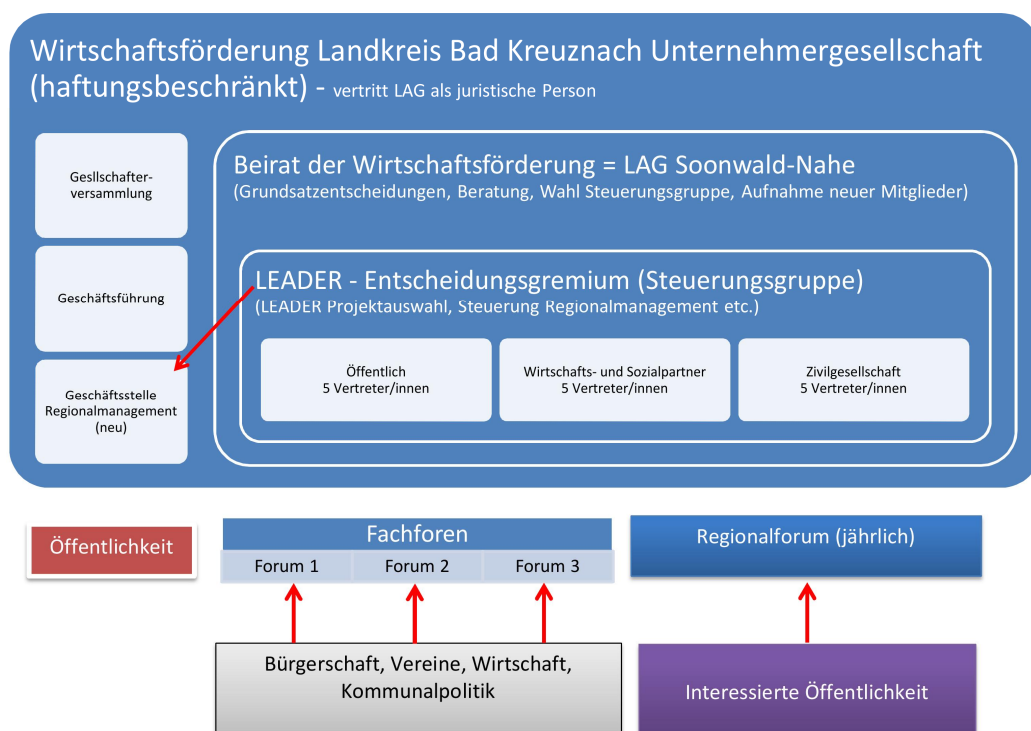 Wirtschaftsförderung Landkreis Bad Kreuznach Unternehmergesellschaft
(haftungsbeschränkt) - vertritt LAG als juristische Person
Gesllschafter-
versammlung
Geschäftsführung
Geschäftsstelle
Regionalmanagement
(neu)
Beirat der Wirtschaftsförderung = LAG Soonwald-Nahe
(Grundsatzentscheidungen, Beratung, Wahl Steuerungsgruppe, Aufnahme neuer Mitglieder)
LEADER - Entscheidungsgremium (Steuerungsgruppe)
(LEADER Projektauswahl, Steuerung Regionalmanagement etc.)
Öffentlich
5 Vertreter/innen
Wirtschafts- und Sozialpartner
5 Vertreter/innen
Zivilgesellschaft
5 Vertreter/innen
Öffentlichkeit
Fachforen
Forum 1
Forum 2
Forum 3
Regionalforum (jährlich)
Bürgerschaft, Vereine, Wirtschaft,
Kommunalpolitik
Interessierte Öffentlichkeit